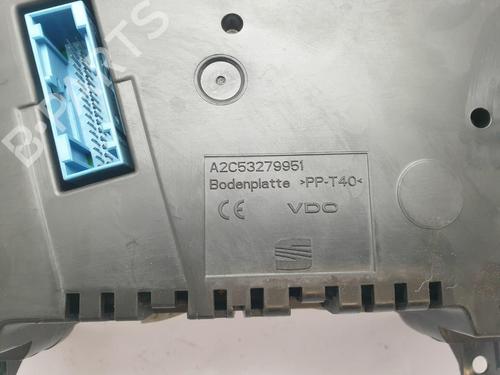 B-PARTS
A2C53279951
Bodenplatte >PP-T40<
CE VDO